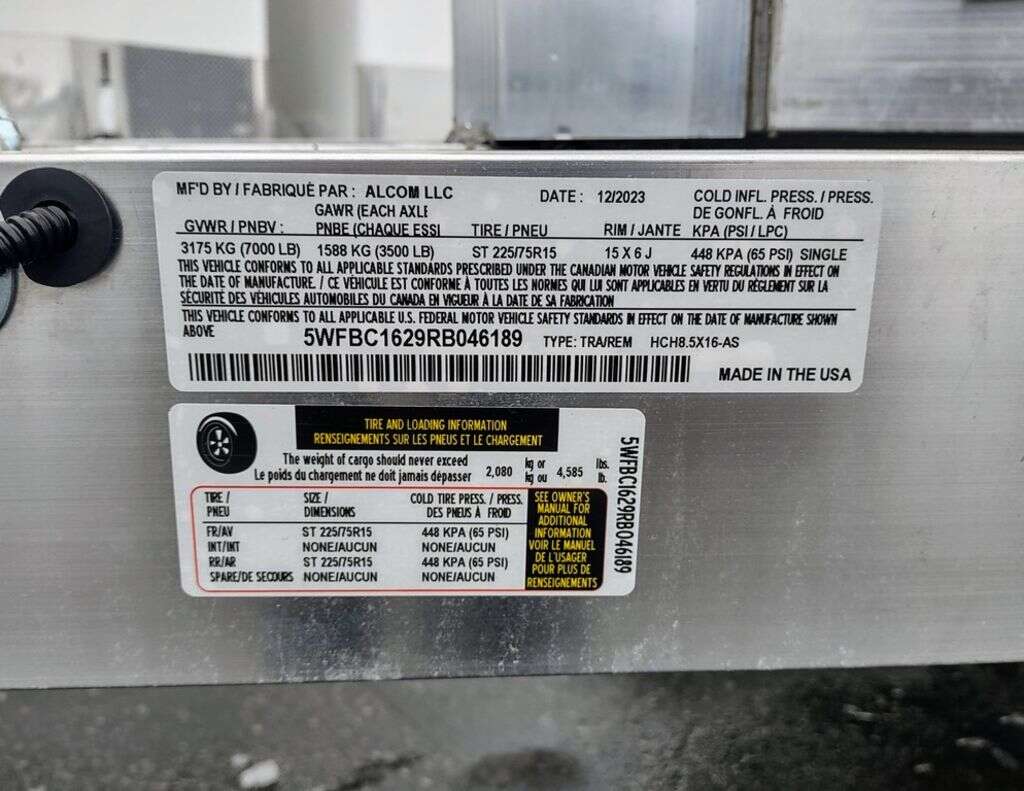 MF'D BY / FABRIQUÉ PAR : ALCOM LLC DATE : 12/2023 COLD INFL. PRESS. / PRESS.
GAWR (EACH AXLE DE GONFL. À FROID
GVWR / PNBV : PNBE (CHAQUE ESSI TIRE / PNEU RIM / JANTE KPA (PSI / LPC)
3175 KG (7000 LB) 1588 KG (3500 LB) ST 225/75R15 15 X 6 J 448 KPA (65 PSI) SINGLE
THIS VEHICLE CONFORMS TO ALL APPLICABLE STANDARDS PRESCRIBED UNDER THE CANADIAN MOTOR VEHICLE SAFETY REGULATIONS IN EFFECT ON
THE DATE OF MANUFACTURE. / CE VÉHICULE EST CONFORME À TOUTES LES NORMES QUI LUI SONT APPLICABLES EN VERTU DU RÈGLEMENT SUR LA
SÉCURITÉ DES VÉHICULES AUTOMOBILES DU CANADA EN VIGUEUR À LA DATE DE SA FABRICATION
THIS VEHICLE CONFORMS TO ALL APPLICABLE U.S. FEDERAL MOTOR VEHICLE SAFETY STANDARDS IN EFFECT ON THE DATE OF MANUFACTURE SHOWN
ABOVE
5WFBC1629RB046189 TYPE: TRA/REM HCH8.5X16-AS
MADE IN THE USA
TIRE AND LOADING INFORMATION
RENSEIGNEMENTS SUR LES PNEUS ET LE CHARGEMENT
The weight of cargo should never exceed kg or lbs.
Le poids du chargement ne doit jamais dépasser 2,080 kg ou 4,585 lb.
TIRE / SIZE / COLD TIRE PRESS. / PRESS.
PNEU DIMENSIONS DES PNEUS À FROID
FR/AV ST 225/75R15 448 KPA (65 PSI)
INT/INT NONE/AUCUN NONE/AUCUN
RR/AR ST 225/75R15 448 KPA (65 PSI)
SPARE/DE SECOURS NONE/AUCUN NONE/AUCUN
SEE OWNER'S
MANUAL FOR
ADDITIONAL
INFORMATION
VOIR LE MANUEL
DE L'USAGER
POUR PLUS DE
RENSEIGNEMENTS
5WFBC1629RB046189